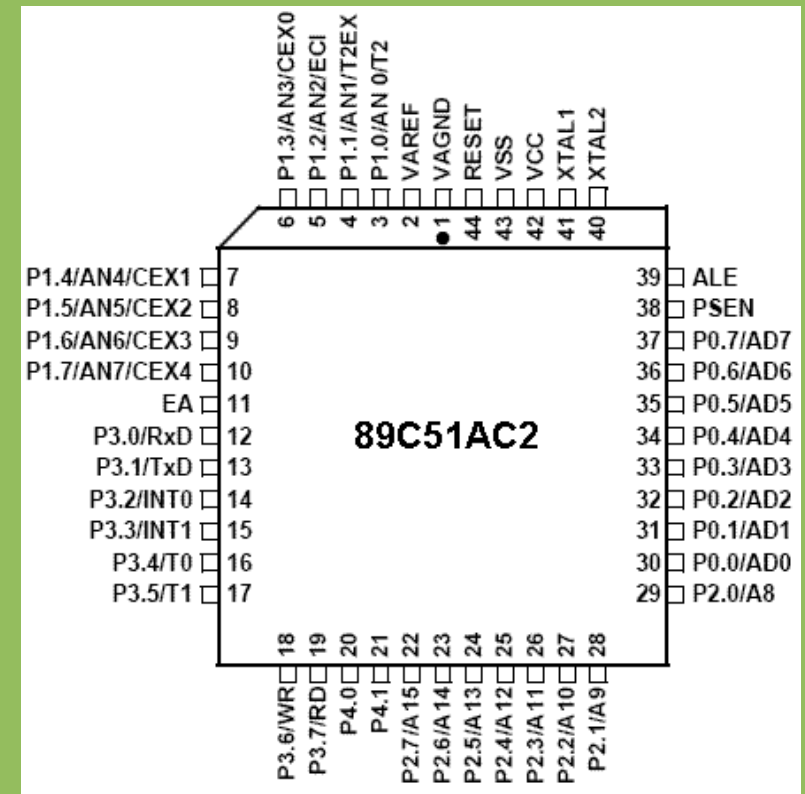 P1.3/AN3/CEX0
P1.2/AN2/ECI
P1.1/AN1/T2EX
P1.0/AN 0/T2
VAREF
VAGND
RESET
VSS
VCC
XTAL1
XTAL2
6 5 4 3 2 1 44 43 42 41 40
P1.4/AN4/CEX1 7
P1.5/AN5/CEX2 8
P1.6/AN6/CEX3 9
P1.7/AN7/CEX4 10
EA 11
P3.0/RxD 12
P3.1/TxD 13
P3.2/INT0 14
P3.3/INT1 15
P3.4/T0 16
P3.5/T1 17
89C51AC2
39 ALE
38 PSEN
37 P0.7/AD7
36 P0.6/AD6
35 P0.5/AD5
34 P0.4/AD4
33 P0.3/AD3
32 P0.2/AD2
31 P0.1/AD1
30 P0.0/AD0
29 P2.0/A8
18 19 20 21 22 23 24 25 26 27 28
P3.6/WR
P3.7/RD
P4.0
P4.1
P2.7/A15
P2.6/A14
P2.5/A13
P2.4/A12
P2.3/A11
P2.2/A10
P2.1/A9